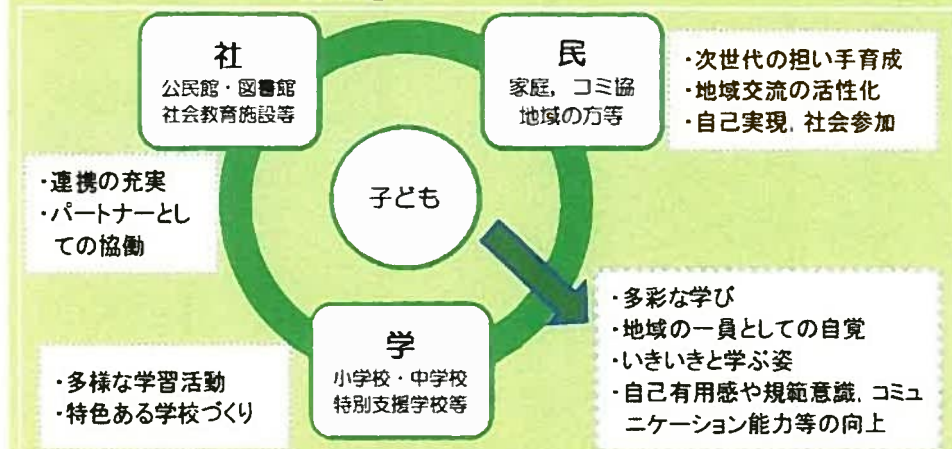 社
公民館・図書館
社会教育施設等
民
家庭，コミ協
地域の方等
・次世代の担い手育成
・地域交流の活性化
・自己実現，社会参加
・連携の充実
・パートナーとし
ての協働
子ども
学
小学校・中学校
特別支援学校等
・多様な学習活動
・特色ある学校づくり
・多彩な学び
・地域の一員としての自覚
・いきいきと学ぶ姿
・自己有用感や規範意識，コミュ
ニケーション能力等の向上